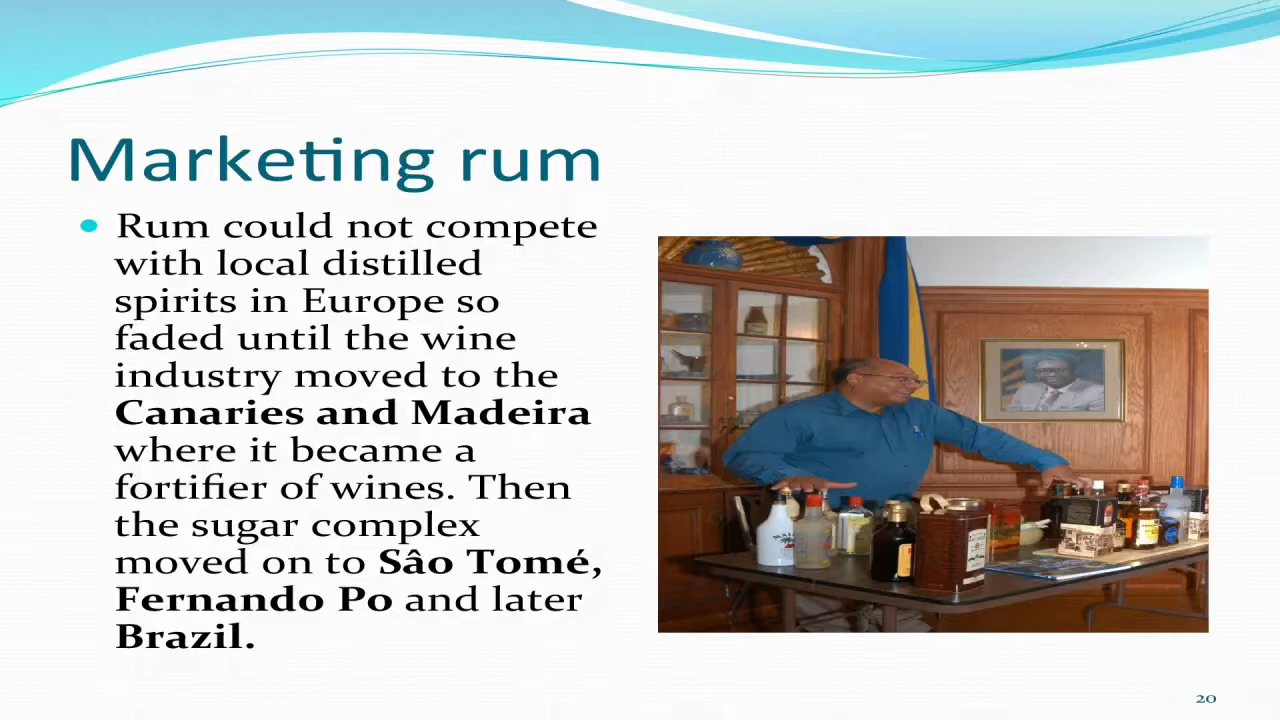 Marketing rum
• Rum could not compete
with local distilled
spirits in Europe so
faded until the wine
industry moved to the
Canaries and Madeira
where it became a
fortifier of wines. Then
the sugar complex
moved on to Sâo Tomé,
Fernando Po and later
Brazil.
20